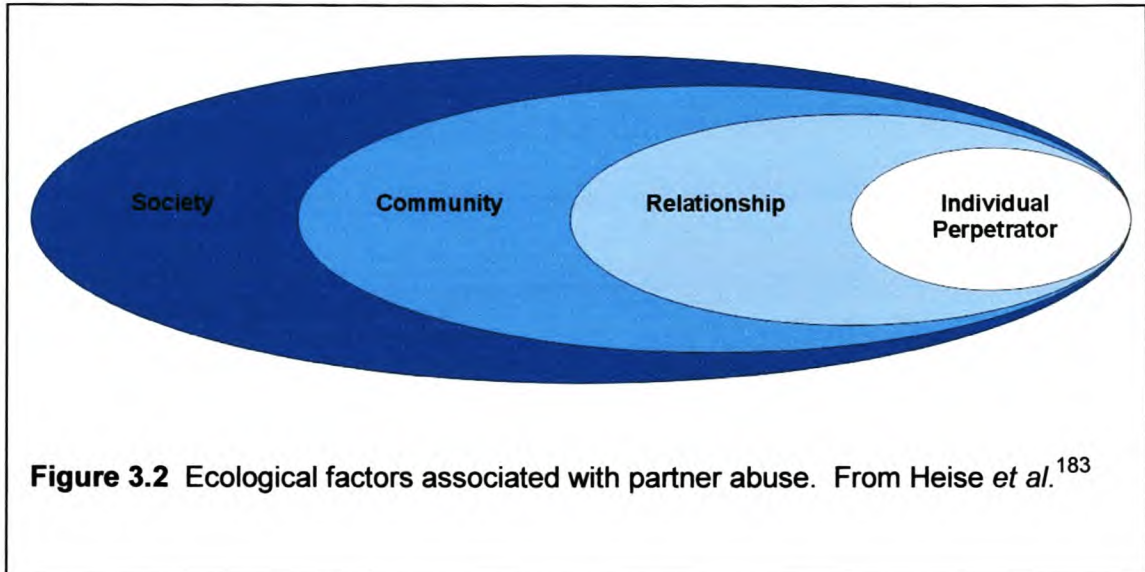 Society
Community
Relationship
Individual
Perpetrator
Figure 3.2 Ecological factors associated with partner abuse. From Heise et al.183